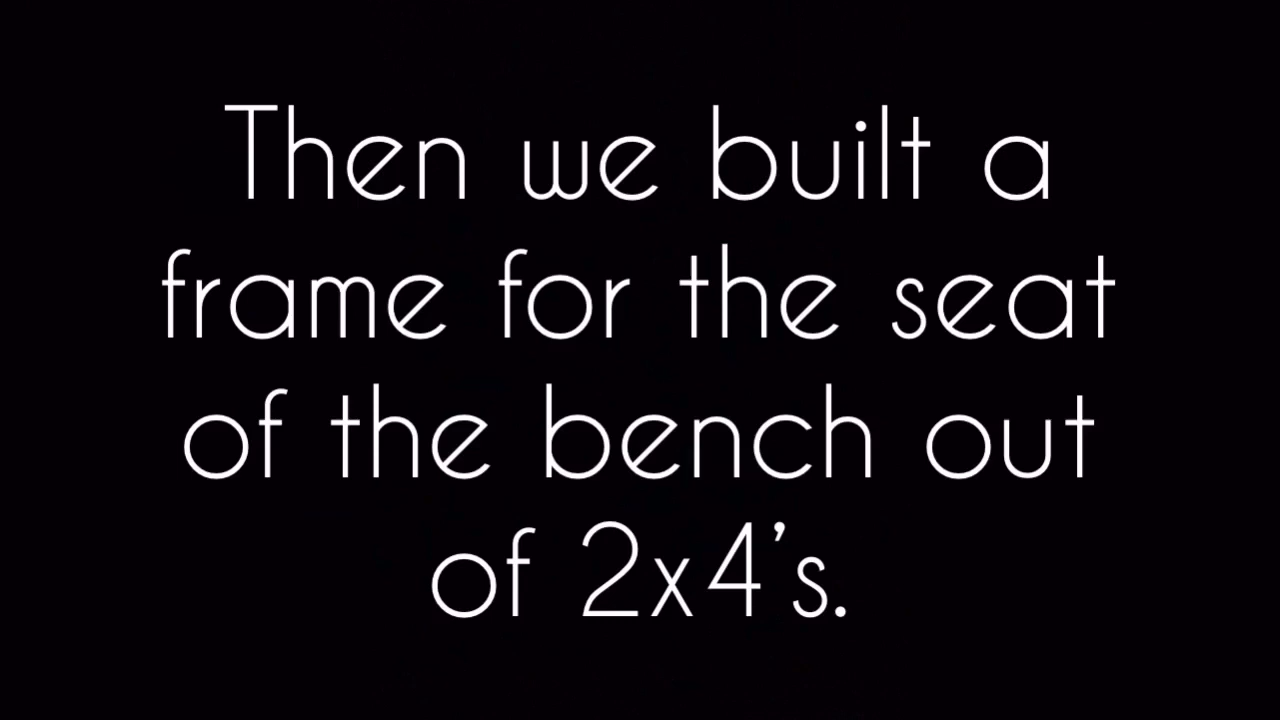 Then we built a
frame for the seat
of the bench out
of 2x4’s.